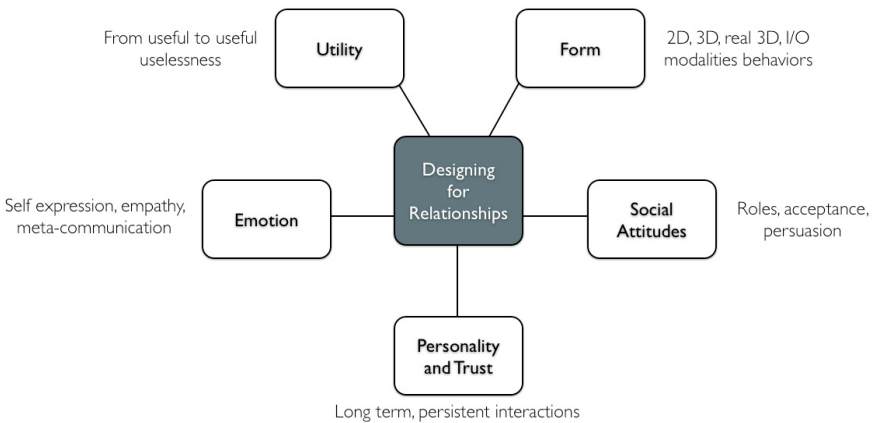 From useful to useful
uselessness
Utility
Form
2D, 3D, real 3D, I/O
modalities behaviors
Designing
for
Relationships
Self expression, empathy,
meta-communication
Emotion
Social
Attitudes
Roles, acceptance,
persuasion
Personality
and Trust
Long term, persistent interactions